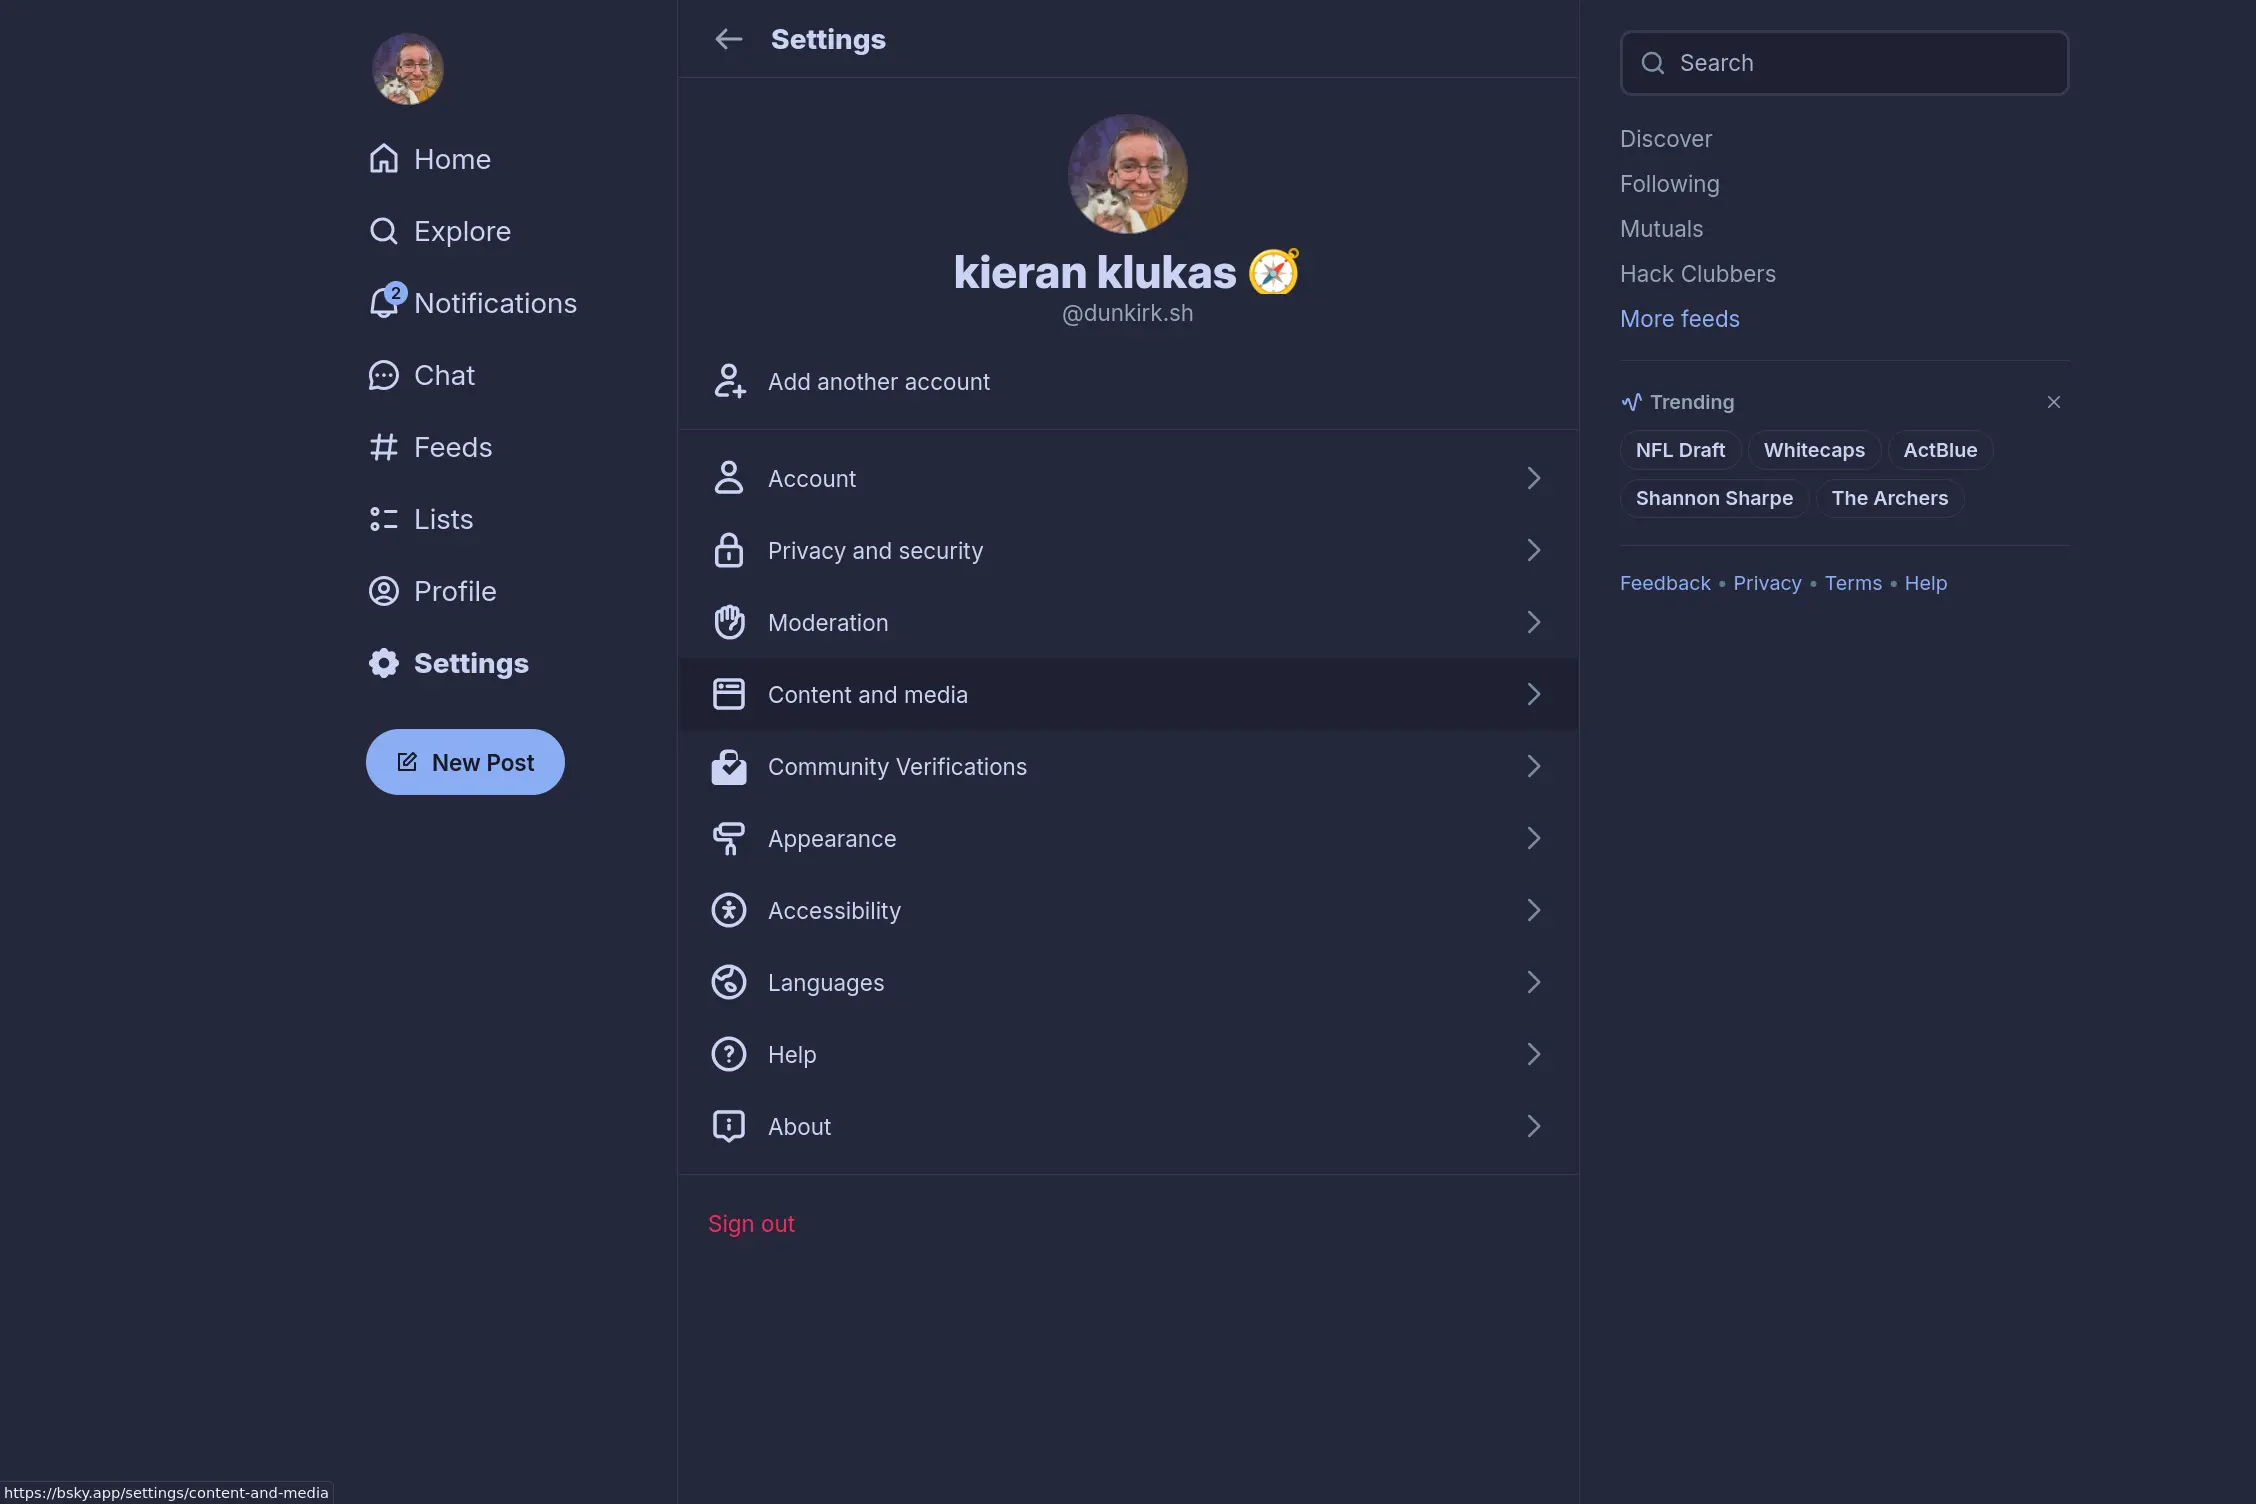 Home
Explore
2
Notifications
Chat
Feeds
Lists
Profile
Settings
New Post
Settings
kieran klukas 🧭
@dunkirk.sh
Add another account
Account
Privacy and security
Moderation
Content and media
Community Verifications
Appearance
Accessibility
Languages
Help
About
Sign out
Search
Discover
Following
Mutuals
Hack Clubbers
More feeds
Trending
NFL Draft Whitecaps ActBlue
Shannon Sharpe The Archers
Feedback • Privacy • Terms • Help
https://bsky.app/settings/content-and-media